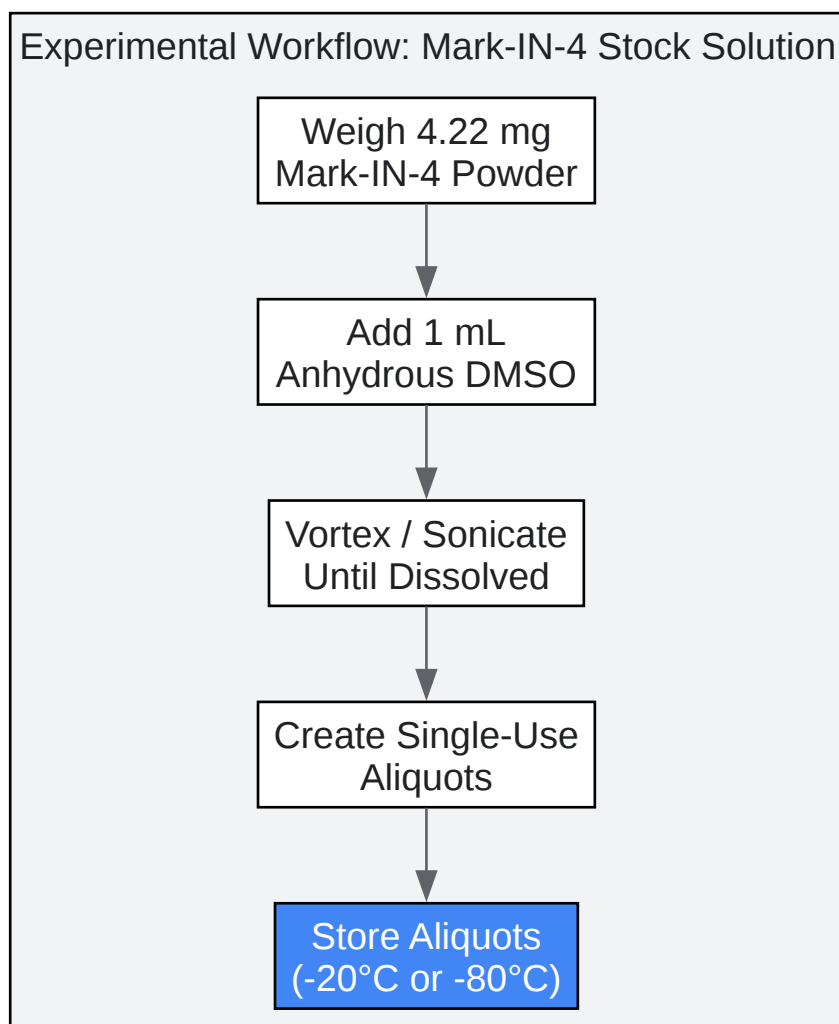 Experimental Workflow: Mark-IN-4 Stock Solution
Weigh 4.22 mg
Mark-IN-4 Powder
Add 1 mL
Anhydrous DMSO
Vortex / Sonicate
Until Dissolved
Create Single-Use
Aliquots
Store Aliquots
(-20°C or -80°C)